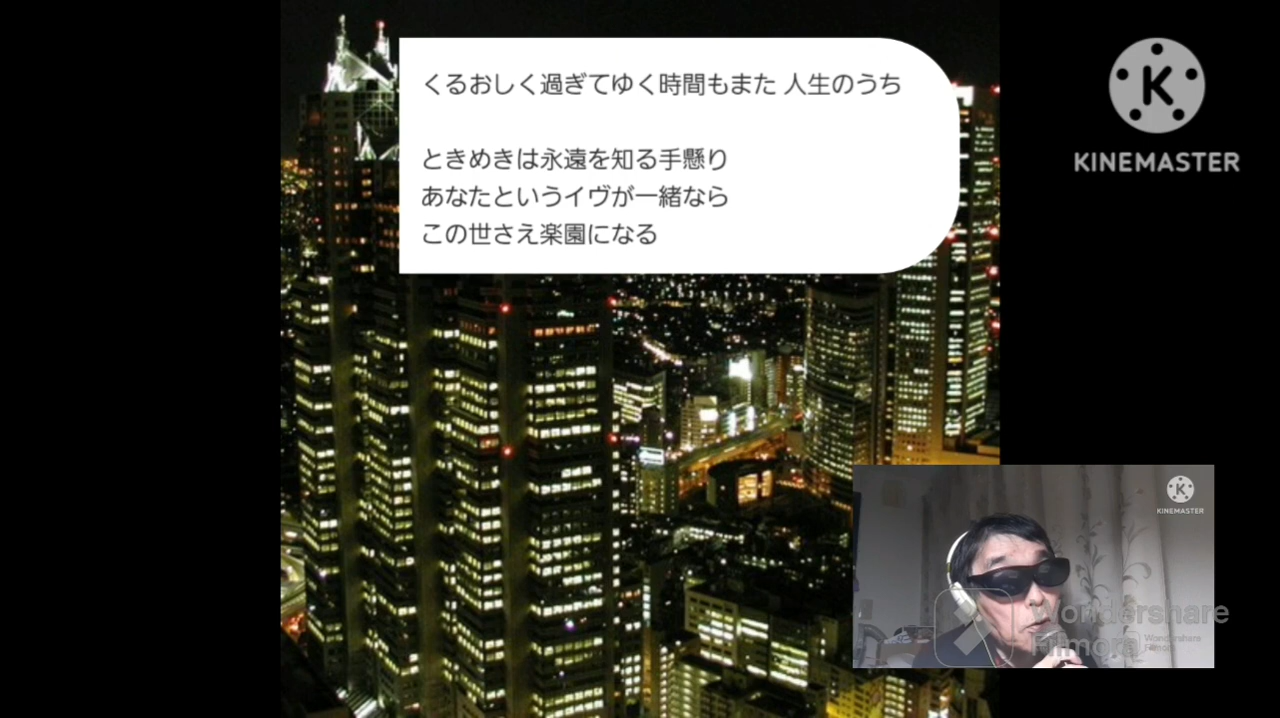 くるおしく過ぎてゆく時間もまた 人生のうち
ときめきは永遠を知る手懸り
あなたというイヴが一緒なら
この世さえ楽園になる
K
KINEMASTER
K
KINEMASTER
Wondershare
Filmora
Wondershare
Filmora